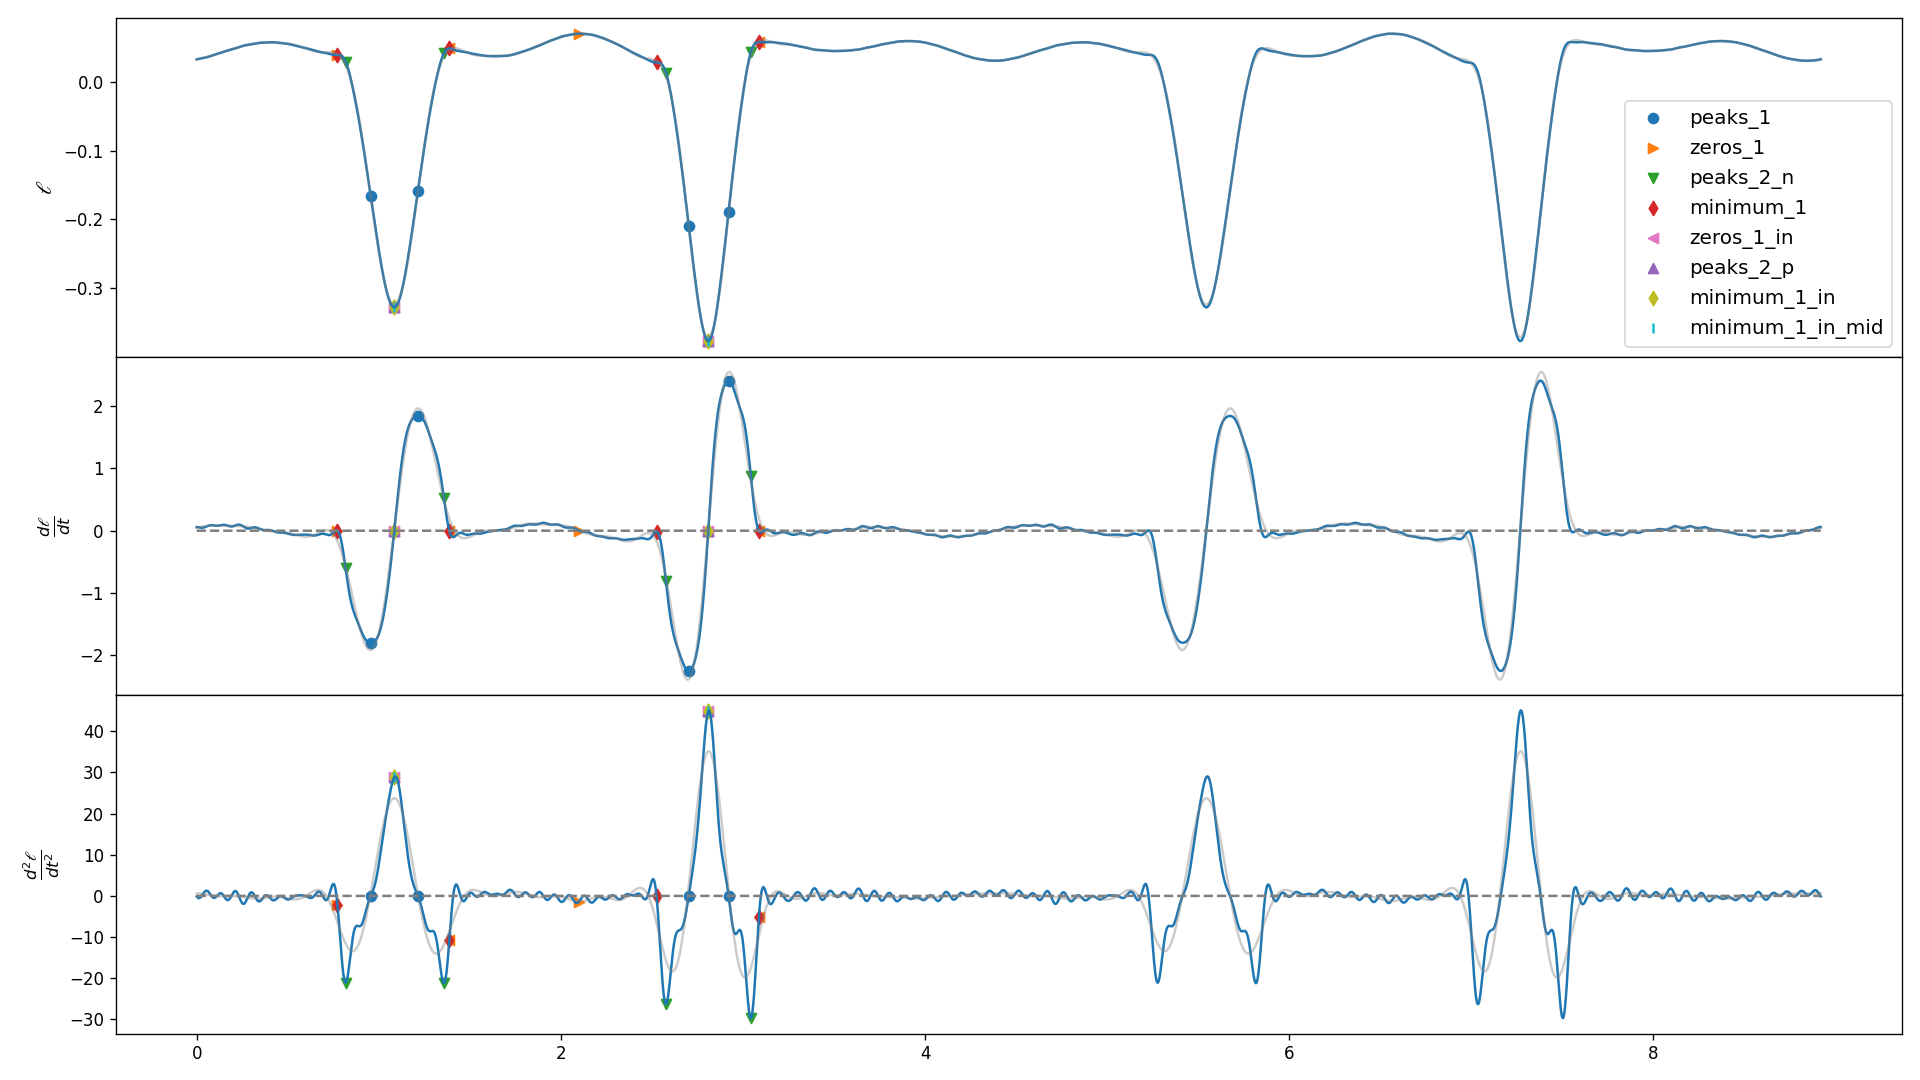 0.0
−0.1
−0.2
−0.3
ℓ
peaks_1
zeros_1
peaks_2_n
minimum_1
zeros_1_in
peaks_2_p
minimum_1_in
minimum_1_in_mid
2
1
0
−1
−2
dℓ
dt
40
30
20
10
0
−10
−20
−30
d²ℓ
dt²
0 2 4 6 8